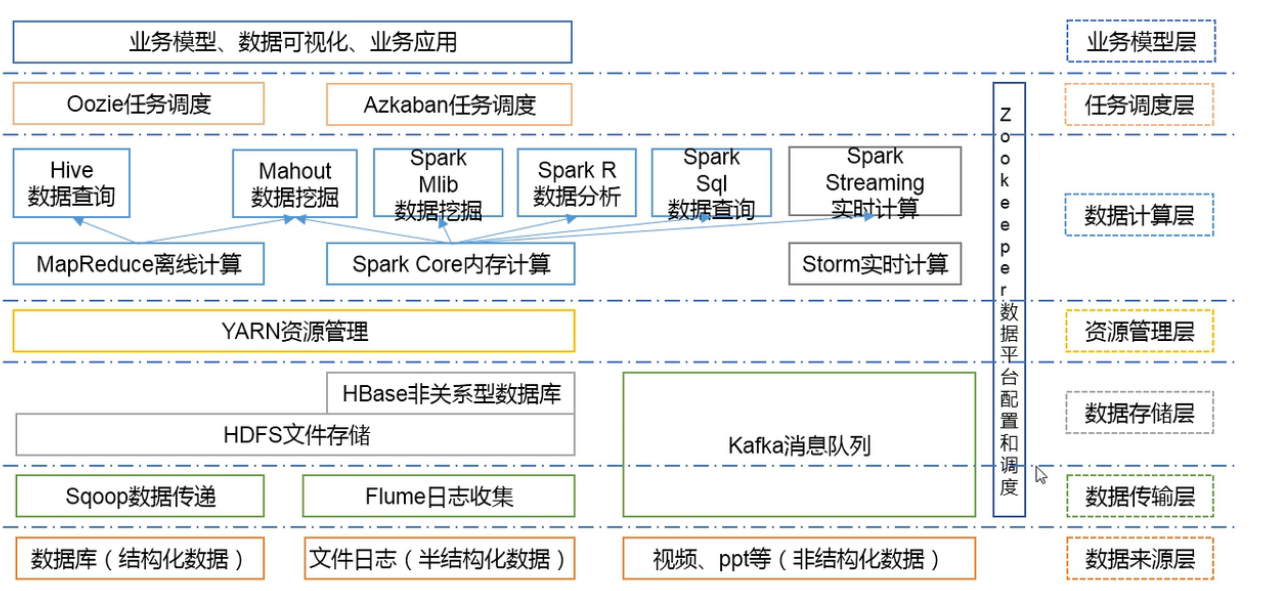 业务模型、数据可视化、业务应用
业务模型层
Oozie任务调度
Azkaban任务调度
任务调度层
Hive
数据查询
Mahout
数据挖掘
Spark
Mlib
数据挖掘
Spark R
数据分析
Spark
Sql
数据查询
Spark
Streaming
实时计算
数据计算层
MapReduce离线计算
Spark Core内存计算
Storm实时计算
Zookeeper数据平台配置和调度
YARN资源管理
资源管理层
HBase非关系型数据库
HDFS文件存储
Kafka消息队列
数据存储层
Sqoop数据传递
Flume日志收集
数据传输层
数据库（结构化数据）
文件日志（半结构化数据）
视频、ppt等（非结构化数据）
数据来源层